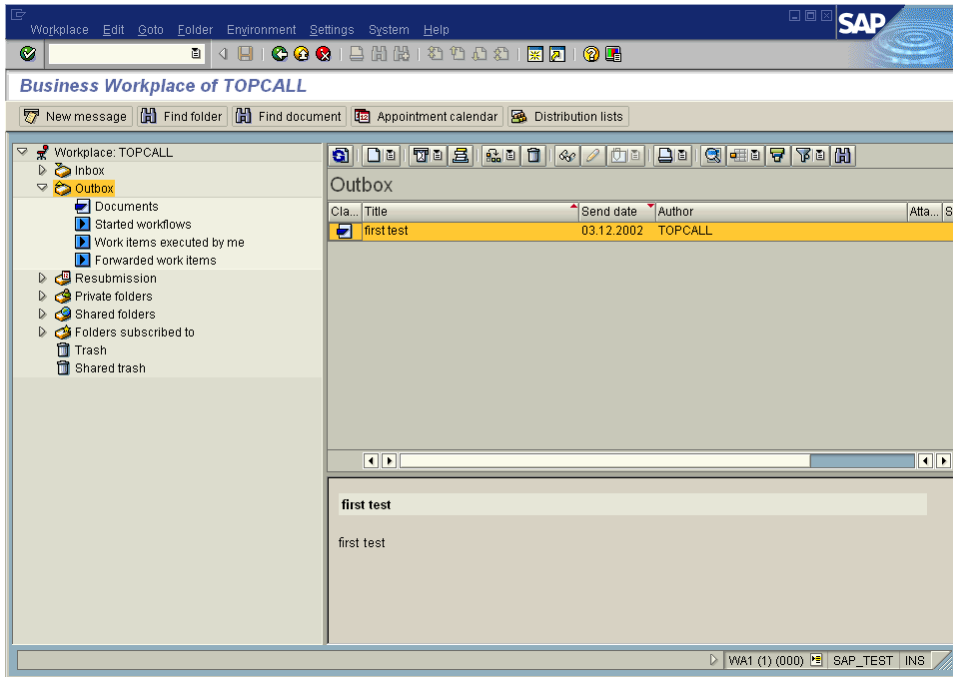 Workplace Edit Goto Folder Environment Settings System Help
SAP
Business Workplace of TOPCALL
New message Find folder Find document Appointment calendar Distribution lists
Workplace: TOPCALL
Inbox
Outbox
Documents
Started workflows
Work items executed by me
Forwarded work items
Resubmission
Private folders
Shared folders
Folders subscribed to
Trash
Shared trash
Outbox
Cla... Title Send date Author Atta... S
first test 03.12.2002 TOPCALL
first test
first test
WA1 (1) (000) SAP_TEST INS